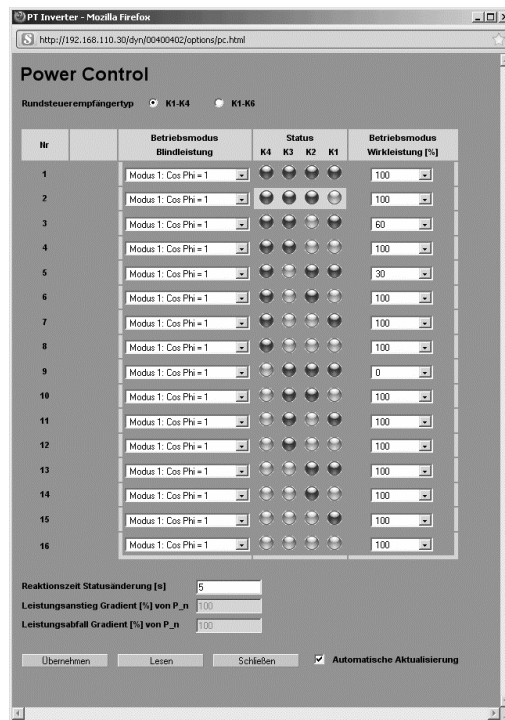 PT Inverter - Mozilla Firefox
http://192.168.110.30/dyn/00400402/options/pc.html
Power Control
Rundsteuerempfängertyp K1-K4 K1-K6
Nr Betriebsmodus Blindleistung Status K4 K3 K2 K1 Betriebsmodus Wirkleistung [%]
1 Modus 1: Cos Phi = 1 100
2 Modus 1: Cos Phi = 1 100
3 Modus 1: Cos Phi = 1 60
4 Modus 1: Cos Phi = 1 100
5 Modus 1: Cos Phi = 1 30
6 Modus 1: Cos Phi = 1 100
7 Modus 1: Cos Phi = 1 100
8 Modus 1: Cos Phi = 1 100
9 Modus 1: Cos Phi = 1 0
10 Modus 1: Cos Phi = 1 100
11 Modus 1: Cos Phi = 1 100
12 Modus 1: Cos Phi = 1 100
13 Modus 1: Cos Phi = 1 100
14 Modus 1: Cos Phi = 1 100
15 Modus 1: Cos Phi = 1 100
16 Modus 1: Cos Phi = 1 100
Reaktionszeit Statusänderung [s] 5
Leistungsanstieg Gradient [%] von P_n 100
Leistungsabfall Gradient [%] von P_n 100
Übernehmen Lesen Schließen Automatische Aktualisierung